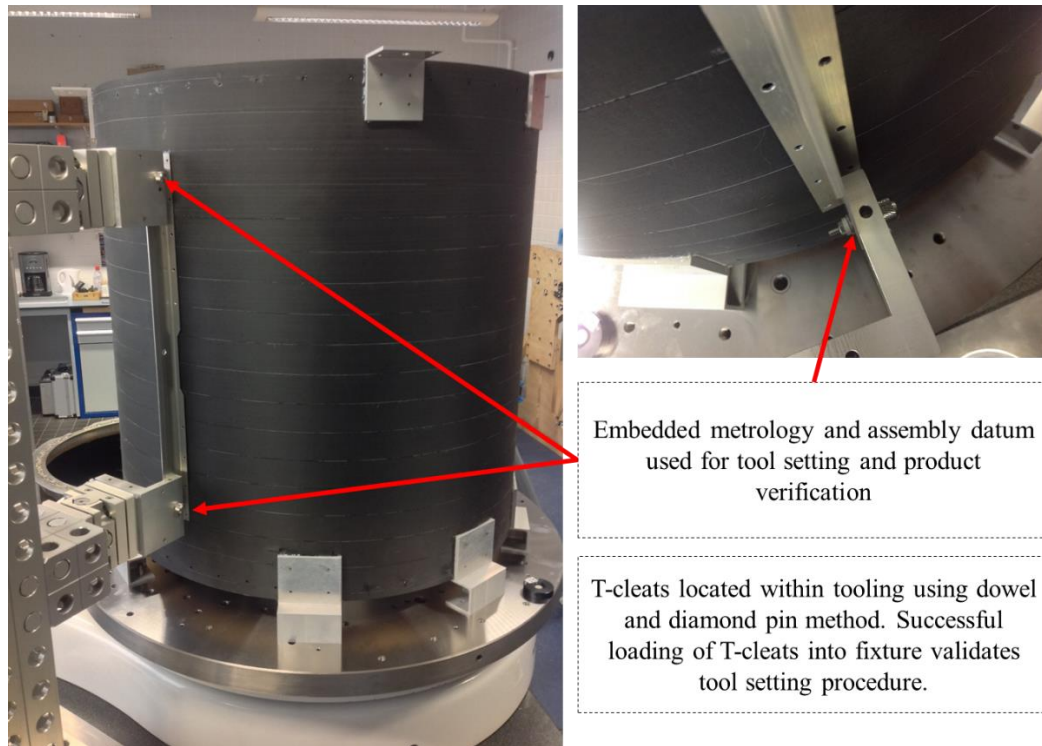 Embedded metrology and assembly datum
used for tool setting and product
verification
T-cleats located within tooling using dowel
and diamond pin method. Successful
loading of T-cleats into fixture validates
tool setting procedure.